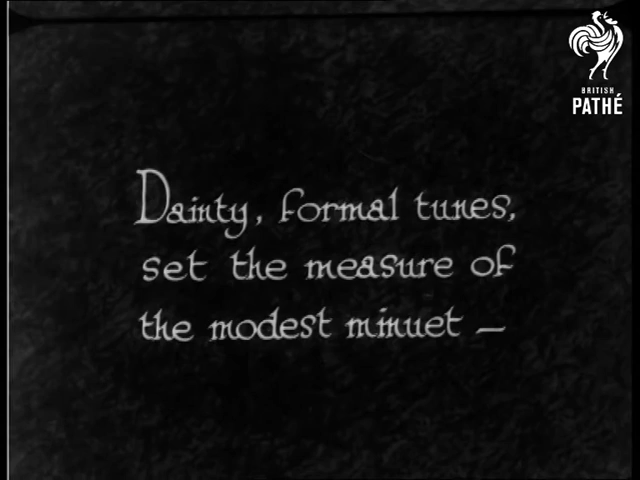 BRITISH
PATHÉ
Dainty, formal tunes,
set the measure of
the modest minuet —